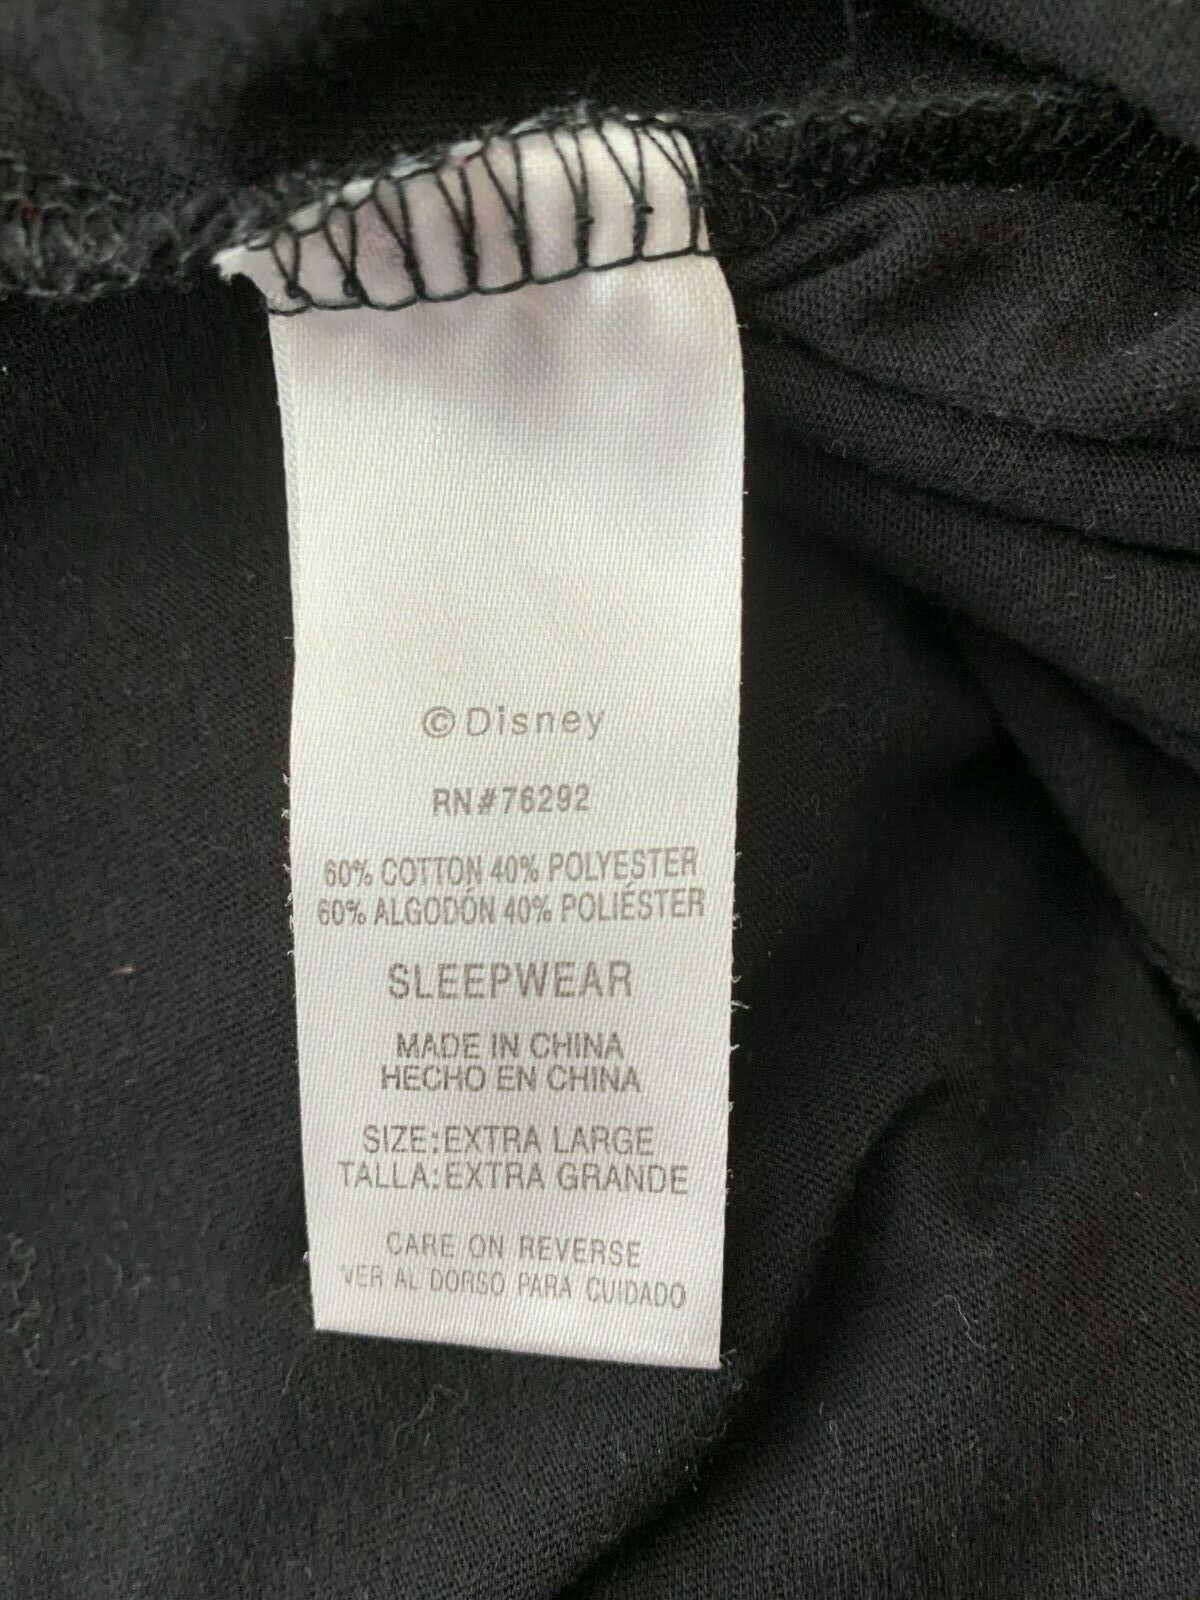 ©Disney
RN#76292
60% COTTON 40% POLYESTER
60% ALGODÓN 40% POLIÉSTER
SLEEPWEAR
MADE IN CHINA
HECHO EN CHINA
SIZE:EXTRA LARGE
TALLA:EXTRA GRANDE
CARE ON REVERSE
VER AL DORSO PARA CUIDADO